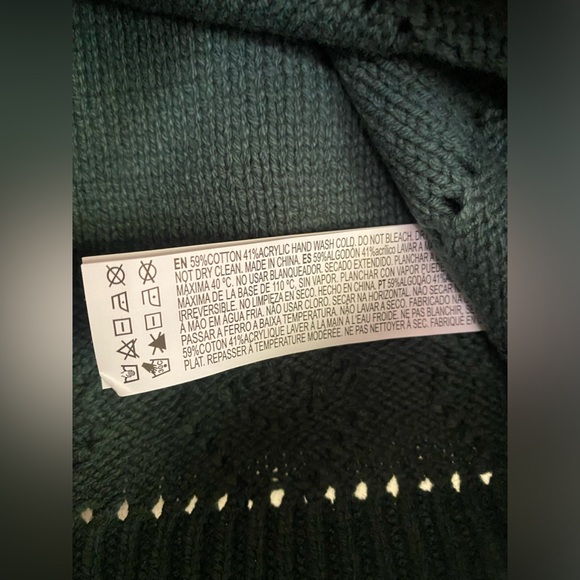 EN 59%COTTON 41%ACRYLIC HAND WASH COLD. DO NOT BLEACH.
NOT DRY CLEAN. MADE IN CHINA. ES 59%ALGODÓN 41%acrílico LAVAR A
MÁXIMA 40 °C. NO USAR BLANQUEADOR. SECADO EXTENDIDO. PLANCHAR A
MÁXIMA DE LA BASE DE 110 ºC, SIN VAPOR. PLANCHAR CON VAPOR PUEDE
IRREVERSIBLE. NO LIMPIEZA EN SECO. HECHO EN CHINA. PT 59%ALGODÃO
À MÃO EM ÁGUA FRIA. NÃO USAR CLORO. SECAR NA HORIZONTAL. NÃO
PASSAR A FERRO A BAIXA TEMPERATURA. NÃO LAVAR A SECO. FABRICADO NA
59%COTON 41%ACRYLIQUE LAVER À LA MAIN À L'EAU FROIDE. NE PAS BLANCHIR,
PLAT. REPASSER À TEMPÉRATURE MODÉRÉE. NE PAS NETTOYER À SEC. FABRIQUÉ